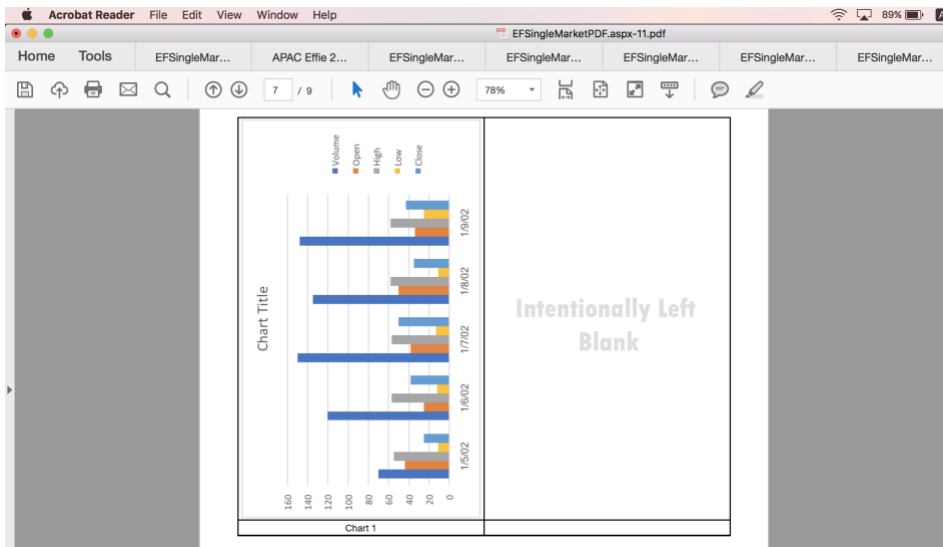 Acrobat Reader File Edit View Window Help 89%
EFSingleMarketPDF.aspx-11.pdf
Home Tools EFSingleMar... APAC Effie 2... EFSingleMar... EFSingleMar... EFSingleMar... EFSingleMar... EFSingleMar...
7 / 9 78%
Chart Title
160
140
120
100
80
60
40
20
0
1/5/02 1/6/02 1/7/02 1/8/02 1/9/02
Volume
Open
High
Low
Close
Chart 1
Intentionally Left
Blank